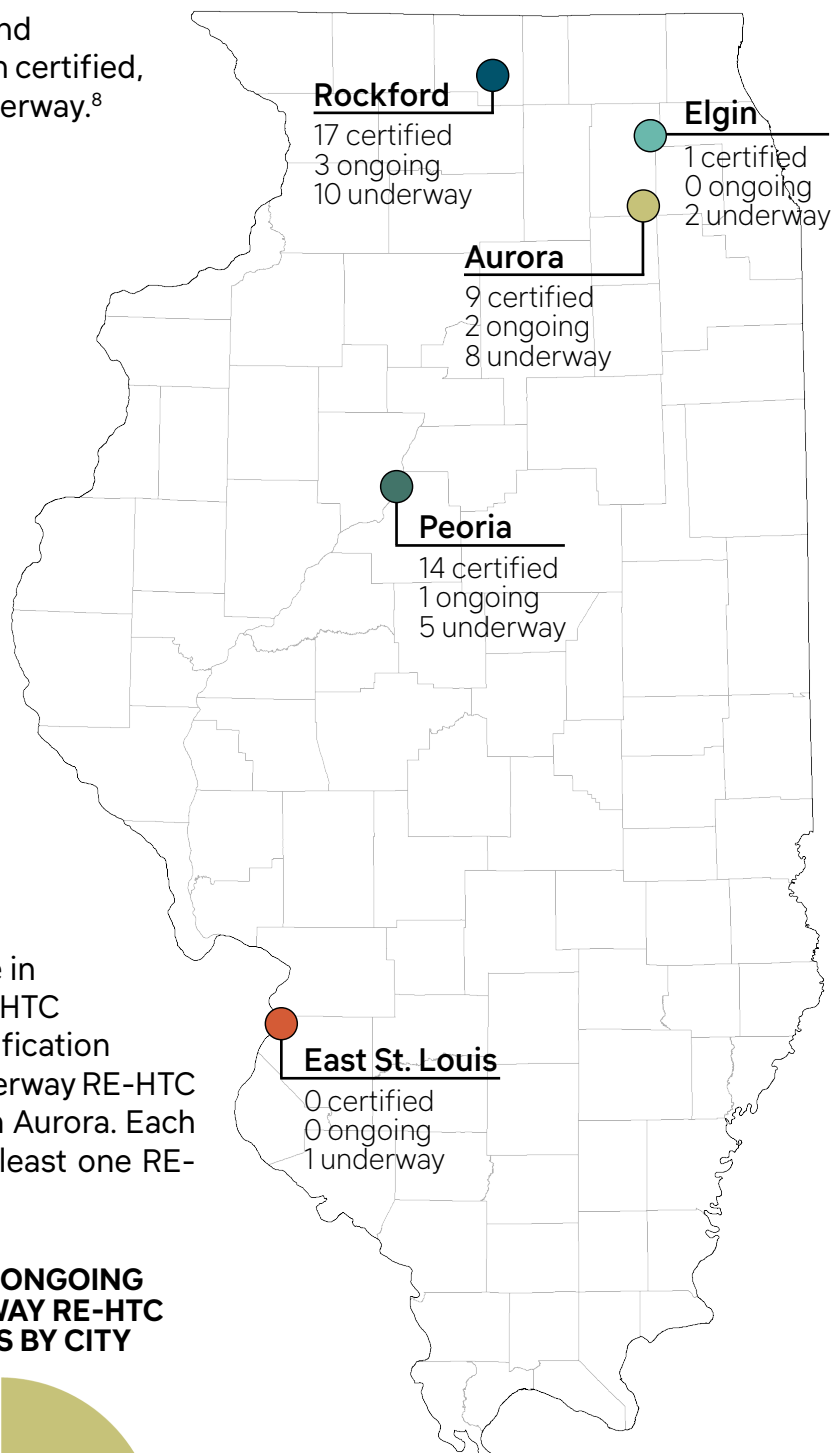 nd
n certified,
erway.⁸
Rockford
17 certified
3 ongoing
10 underway
Elgin
1 certified
0 ongoing
2 underway
Aurora
9 certified
2 ongoing
8 underway
Peoria
14 certified
1 ongoing
5 underway
e in
HTC
ification
erway RE-HTC
n Aurora. Each
least one RE-
East St. Louis
0 certified
0 ongoing
1 underway
ONGOING
WAY RE-HTC
S BY CITY